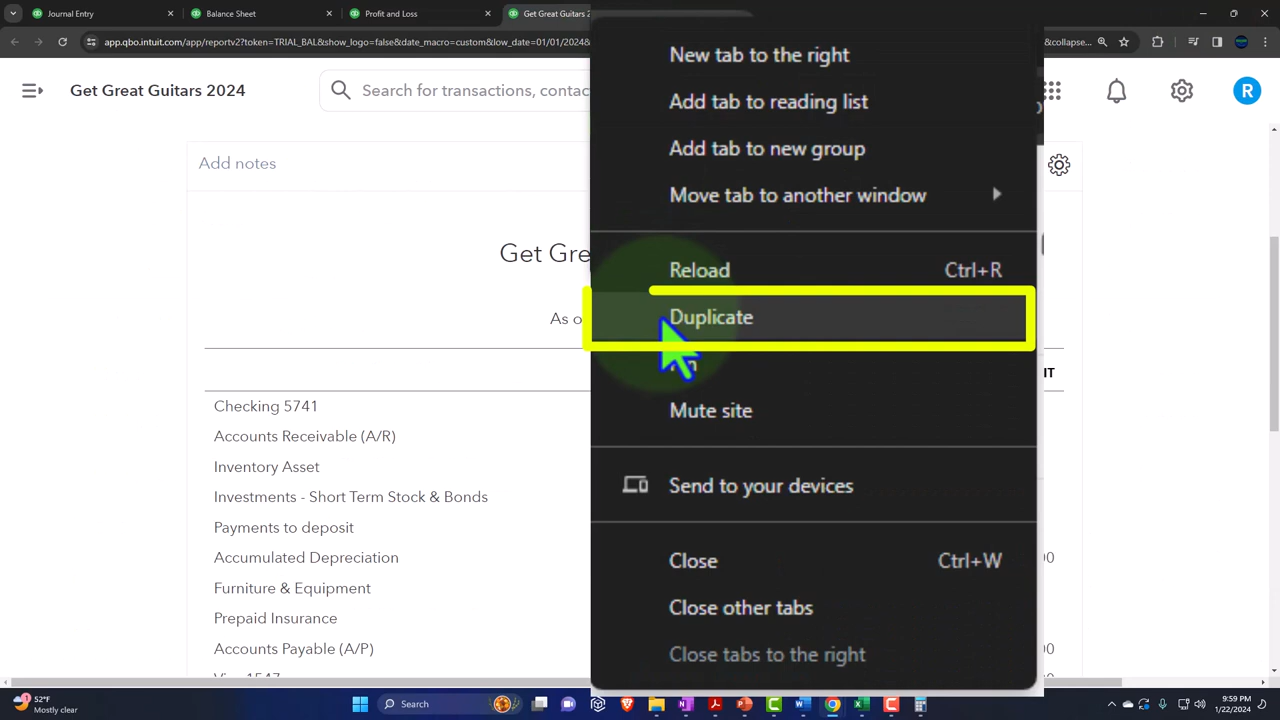 Journal Entry
Balance Sheet
Profit and Loss
app.qbo.intuit.com/app/reportv2?token=TRIAL_BAL&show_logo=false&date_macro=custom&low_date=01/01/2024&
&collapse...
Get Great Guitars 2024
Search for transactions, contac
R
Add notes
Get Gre
As o
IT
Checking 5741
Accounts Receivable (A/R)
Inventory Asset
Investments - Short Term Stock & Bonds
Payments to deposit
Accumulated Depreciation
00
Furniture & Equipment
Prepaid Insurance
Accounts Payable (A/P)
00
New tab to the right
Add tab to reading list
Add tab to new group
Move tab to another window
Reload Ctrl+R
Duplicate
Mute site
Send to your devices
Close Ctrl+W
Close other tabs
Close tabs to the right
52°F
Mostly clear
Search
9:59 PM
1/22/2024